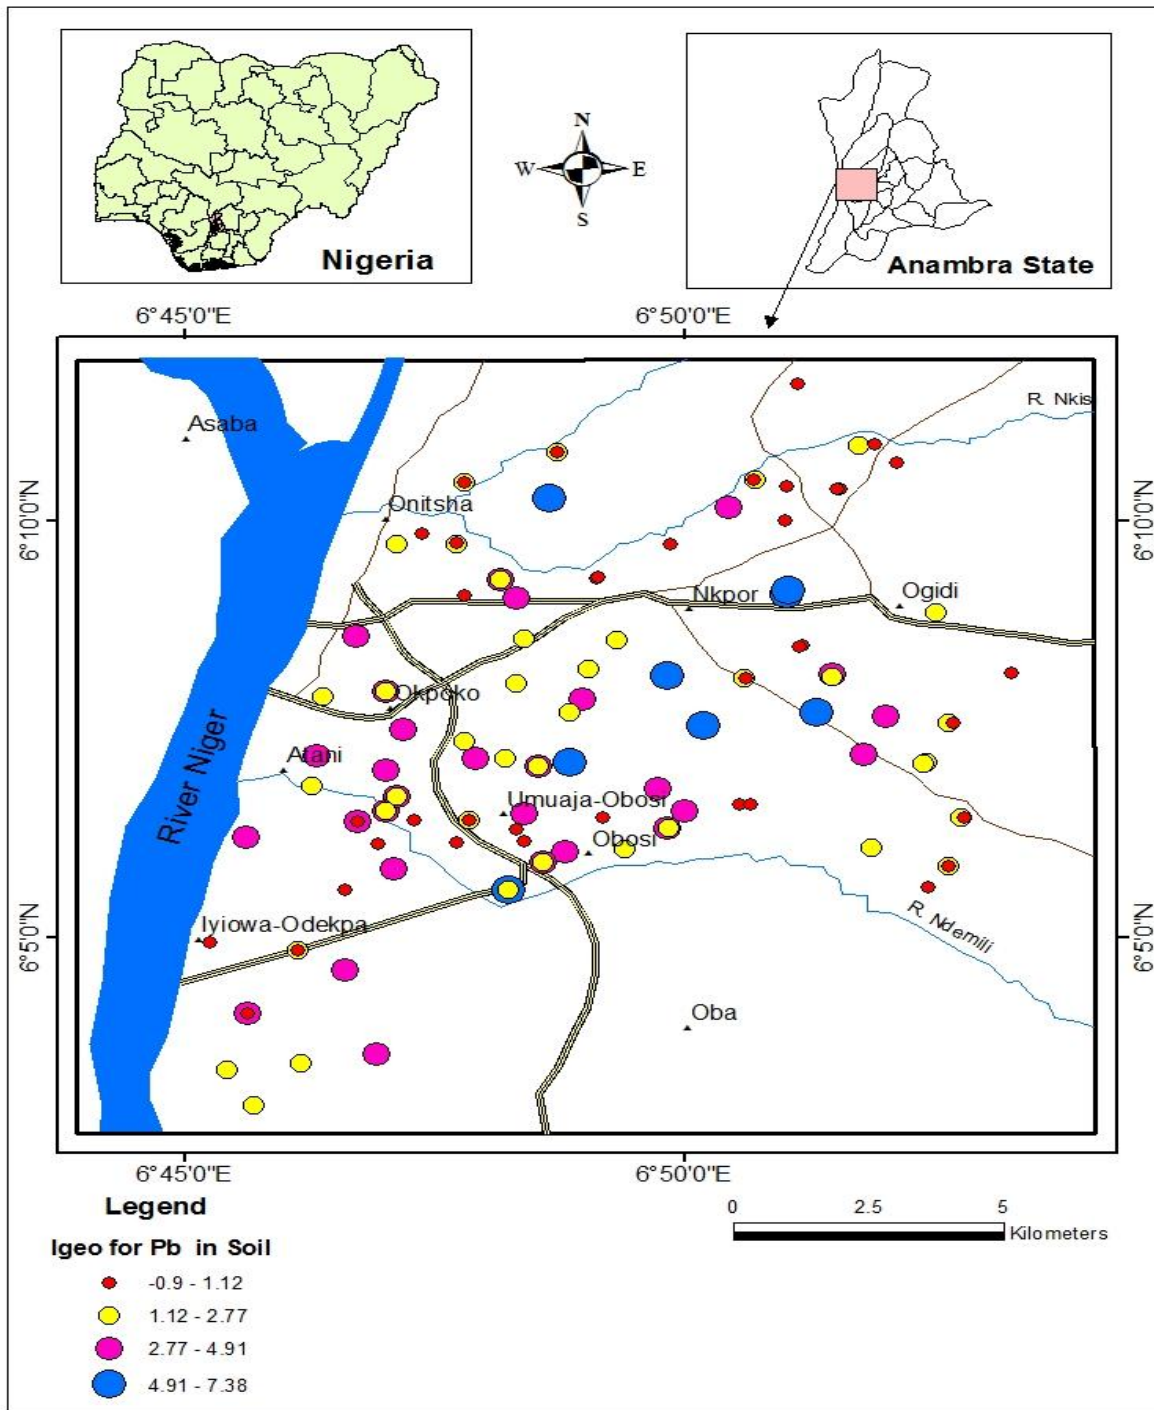 N
W E
S
Nigeria
Anambra State
6°45'0"E 6°50'0"E
R. Nkis
Asaba
Onitsha
6°10'0"N 6°10'0"N
Nkpor
Ogidi
Okpoko
River Niger
Atani
Umuaja-Obosi
Obosi
R. Ndemili
Iyiowa-Odekpa
6°5'0"N 6°5'0"N
Oba
6°45'0"E 6°50'0"E
Legend
0 2.5 5
Kilometers
Igeo for Pb in Soil
-0.9 - 1.12
1.12 - 2.77
2.77 - 4.91
4.91 - 7.38